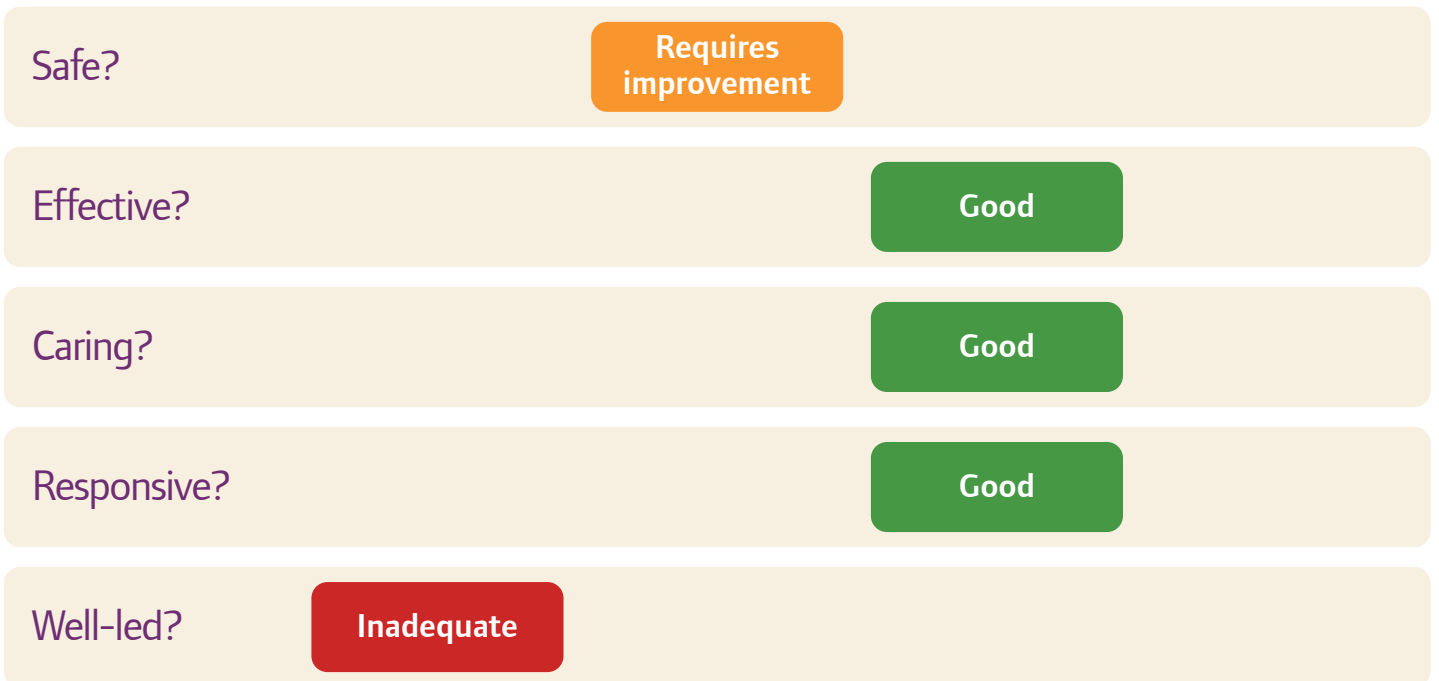 Safe?
Requires
improvement
Effective?
Good
Caring?
Good
Responsive?
Good
Well-led?
Inadequate